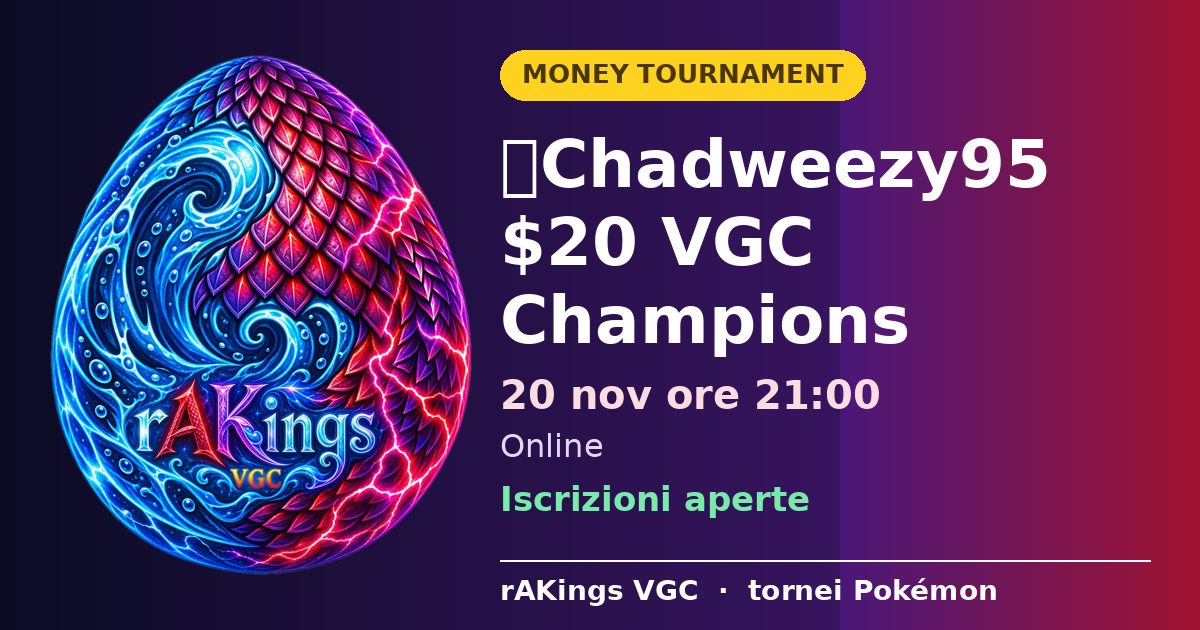 rAKings
VGC
MONEY TOURNAMENT
Chadweezy95
$20 VGC
Champions
20 nov ore 21:00
Online
Iscrizioni aperte
rAKings VGC · tornei Pokémon